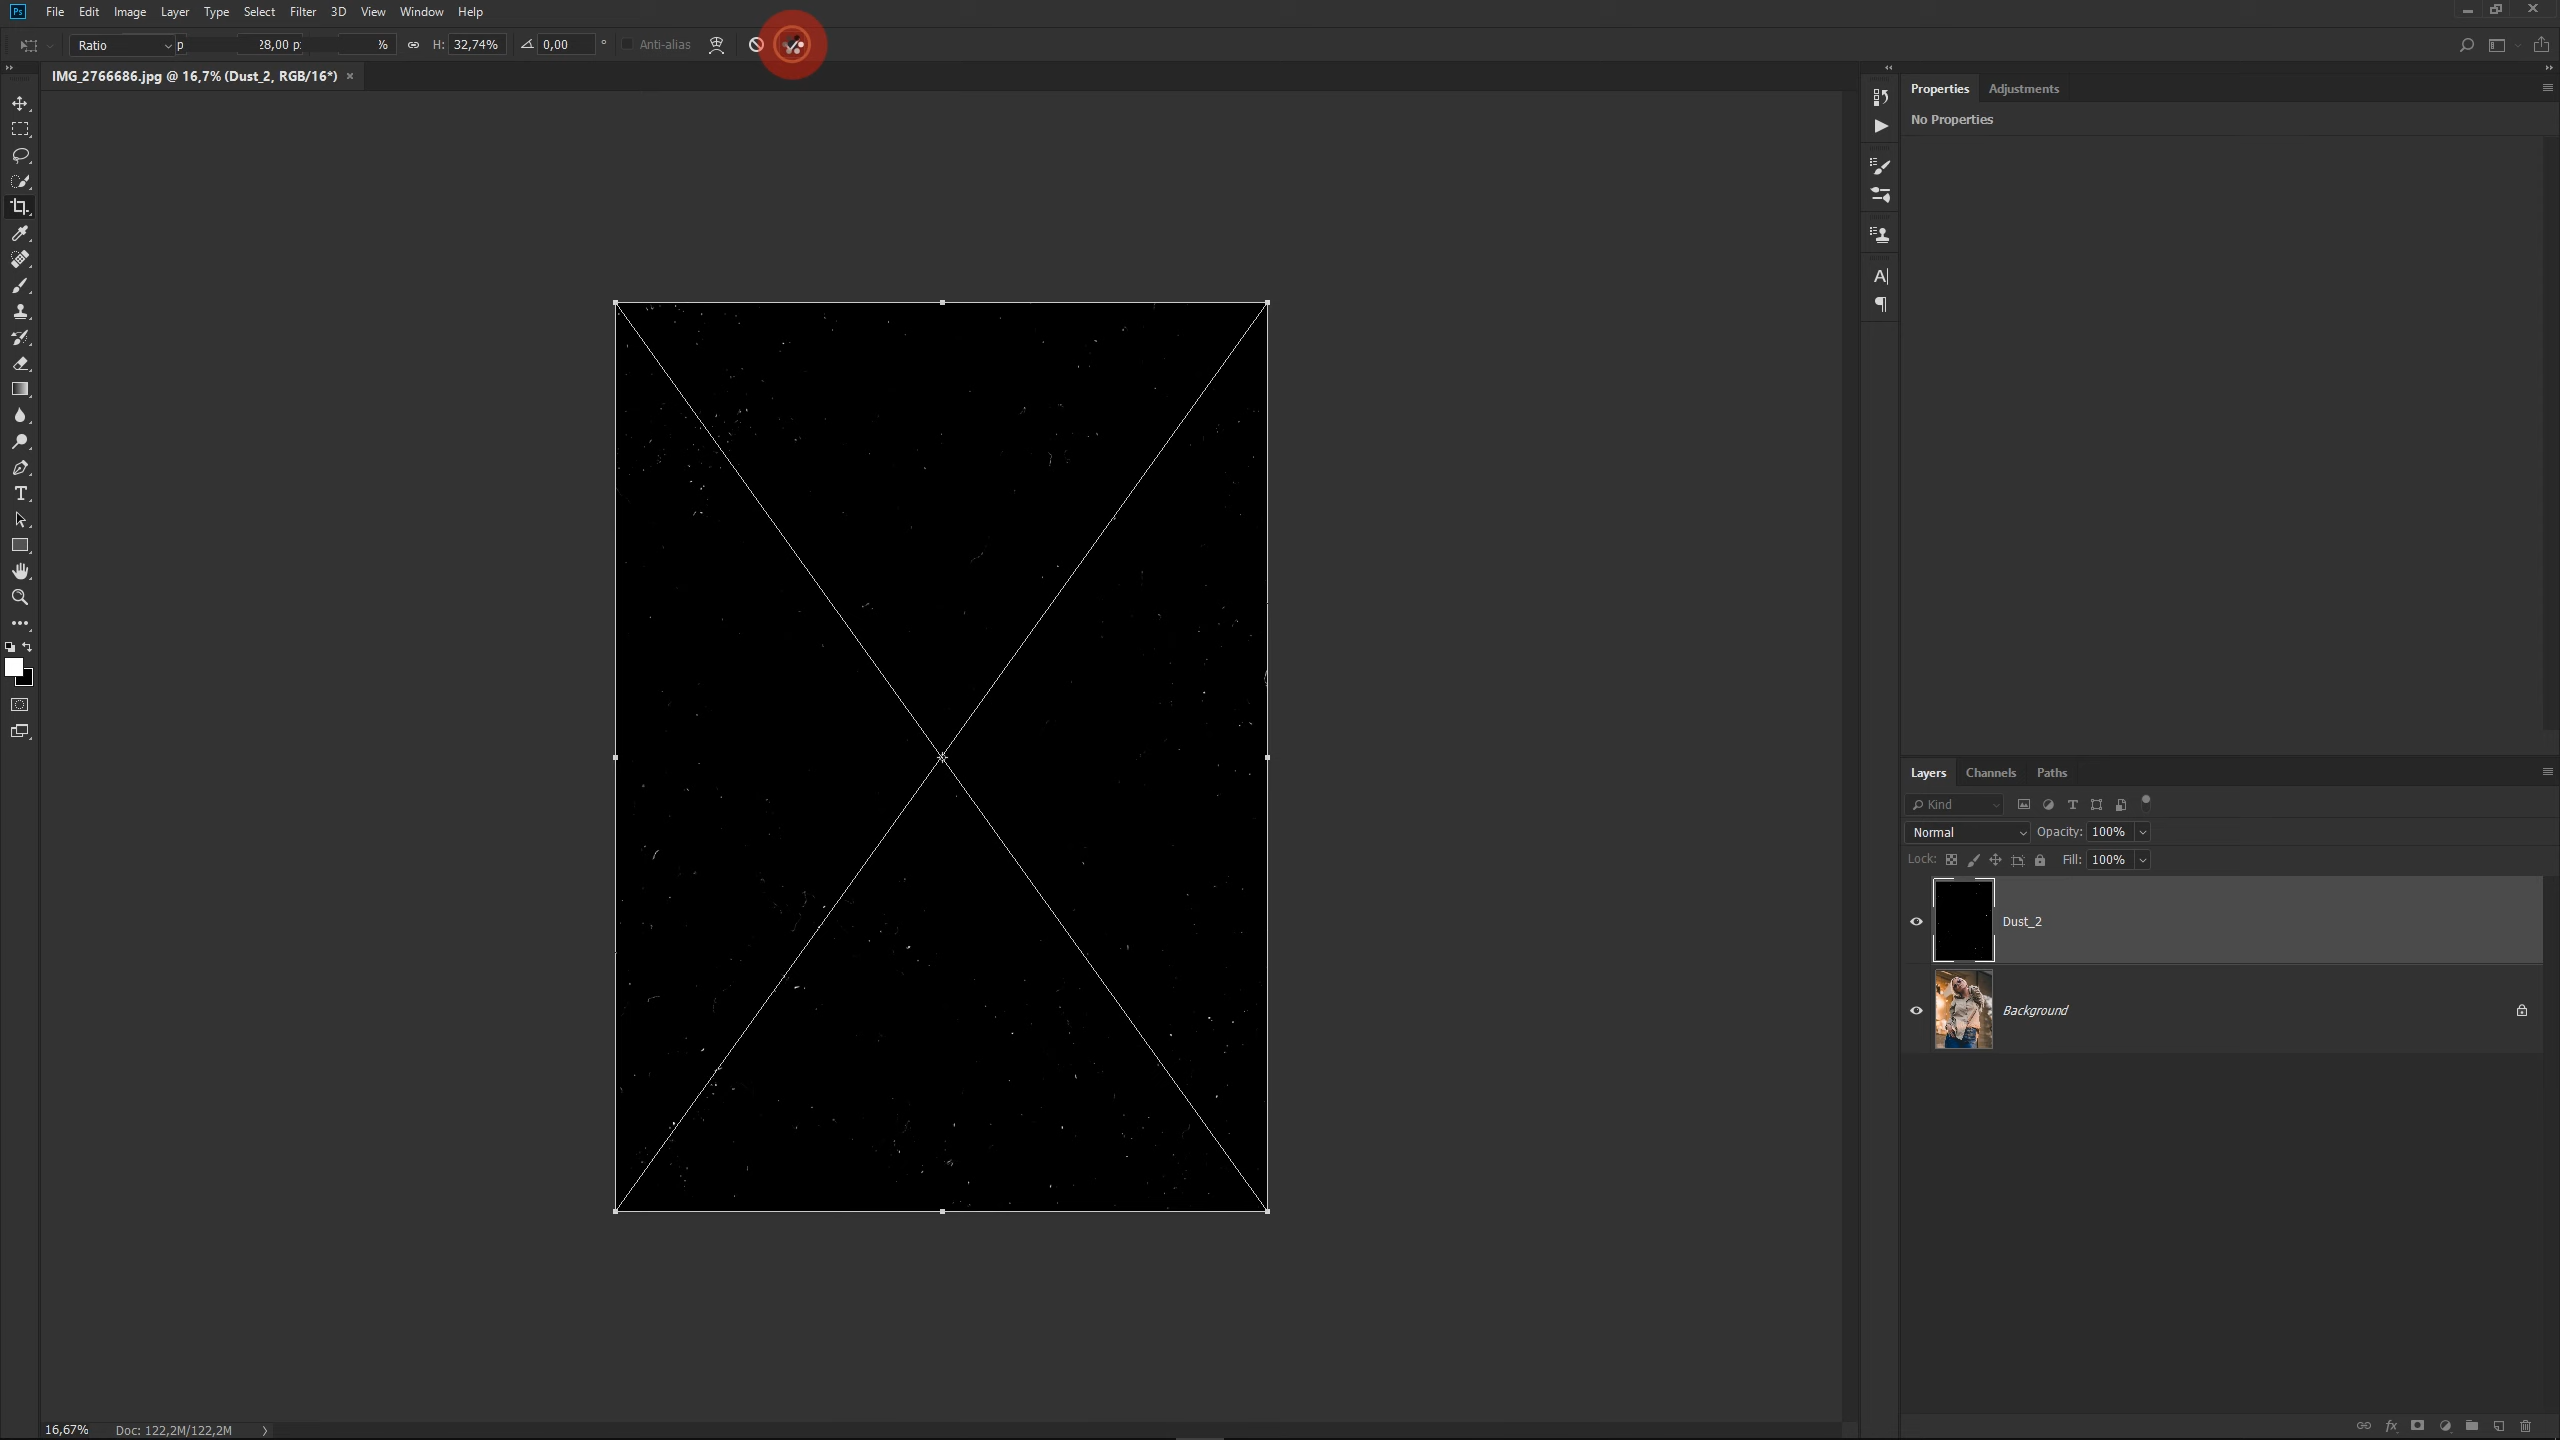 Ps File Edit Image Layer Type Select Filter 3D View Window Help
Ratio p 28,00 p: % H: 32,74% 0,00 ° Anti-alias
IMG_2766686.jpg @ 16,7% (Dust_2, RGB/16*) ×
Properties Adjustments
No Properties
Layers Channels Paths
Kind
Normal Opacity: 100%
Lock: Fill: 100%
Dust_2
Background
16,67% Doc: 122,2M/122,2M